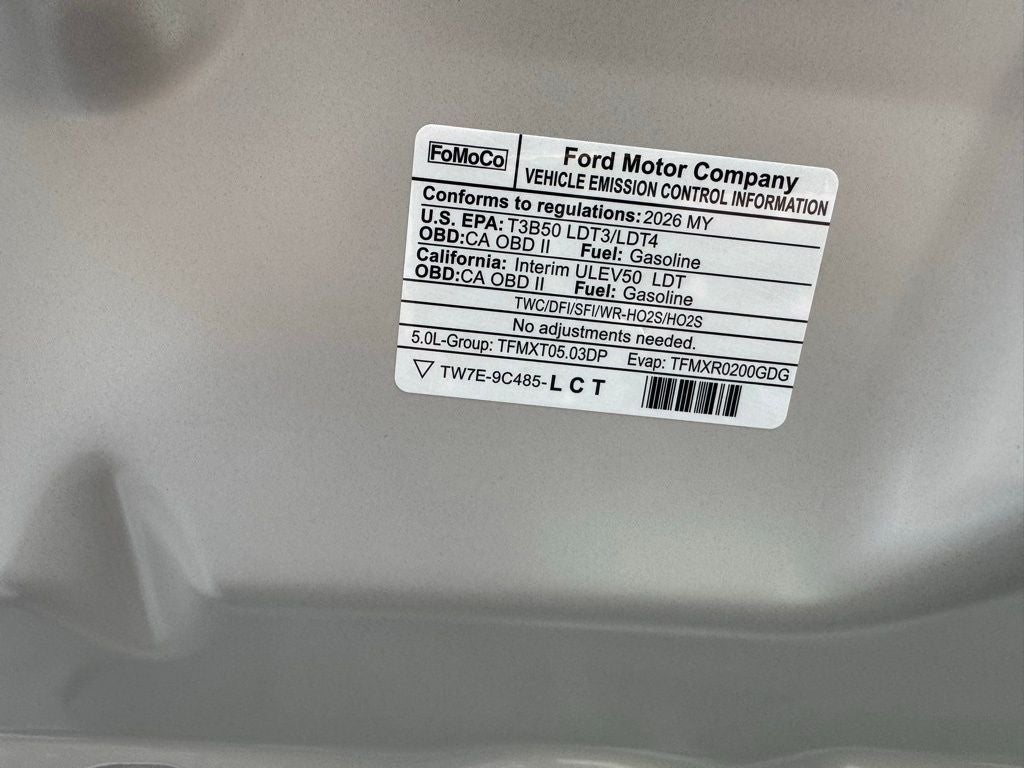 FoMoCo
Ford Motor Company
VEHICLE EMISSION CONTROL INFORMATION
Conforms to regulations: 2026 MY
U.S. EPA: T3B50 LDT3/LDT4
OBD:CA OBD II Fuel: Gasoline
California: Interim ULEV50 LDT
OBD:CA OBD II Fuel: Gasoline
TWC/DFI/SFI/WR-HO2S/HO2S
No adjustments needed.
5.0L-Group: TFMXT05.03DP Evap: TFMXR0200GDG
TW7E-9C485-L C T